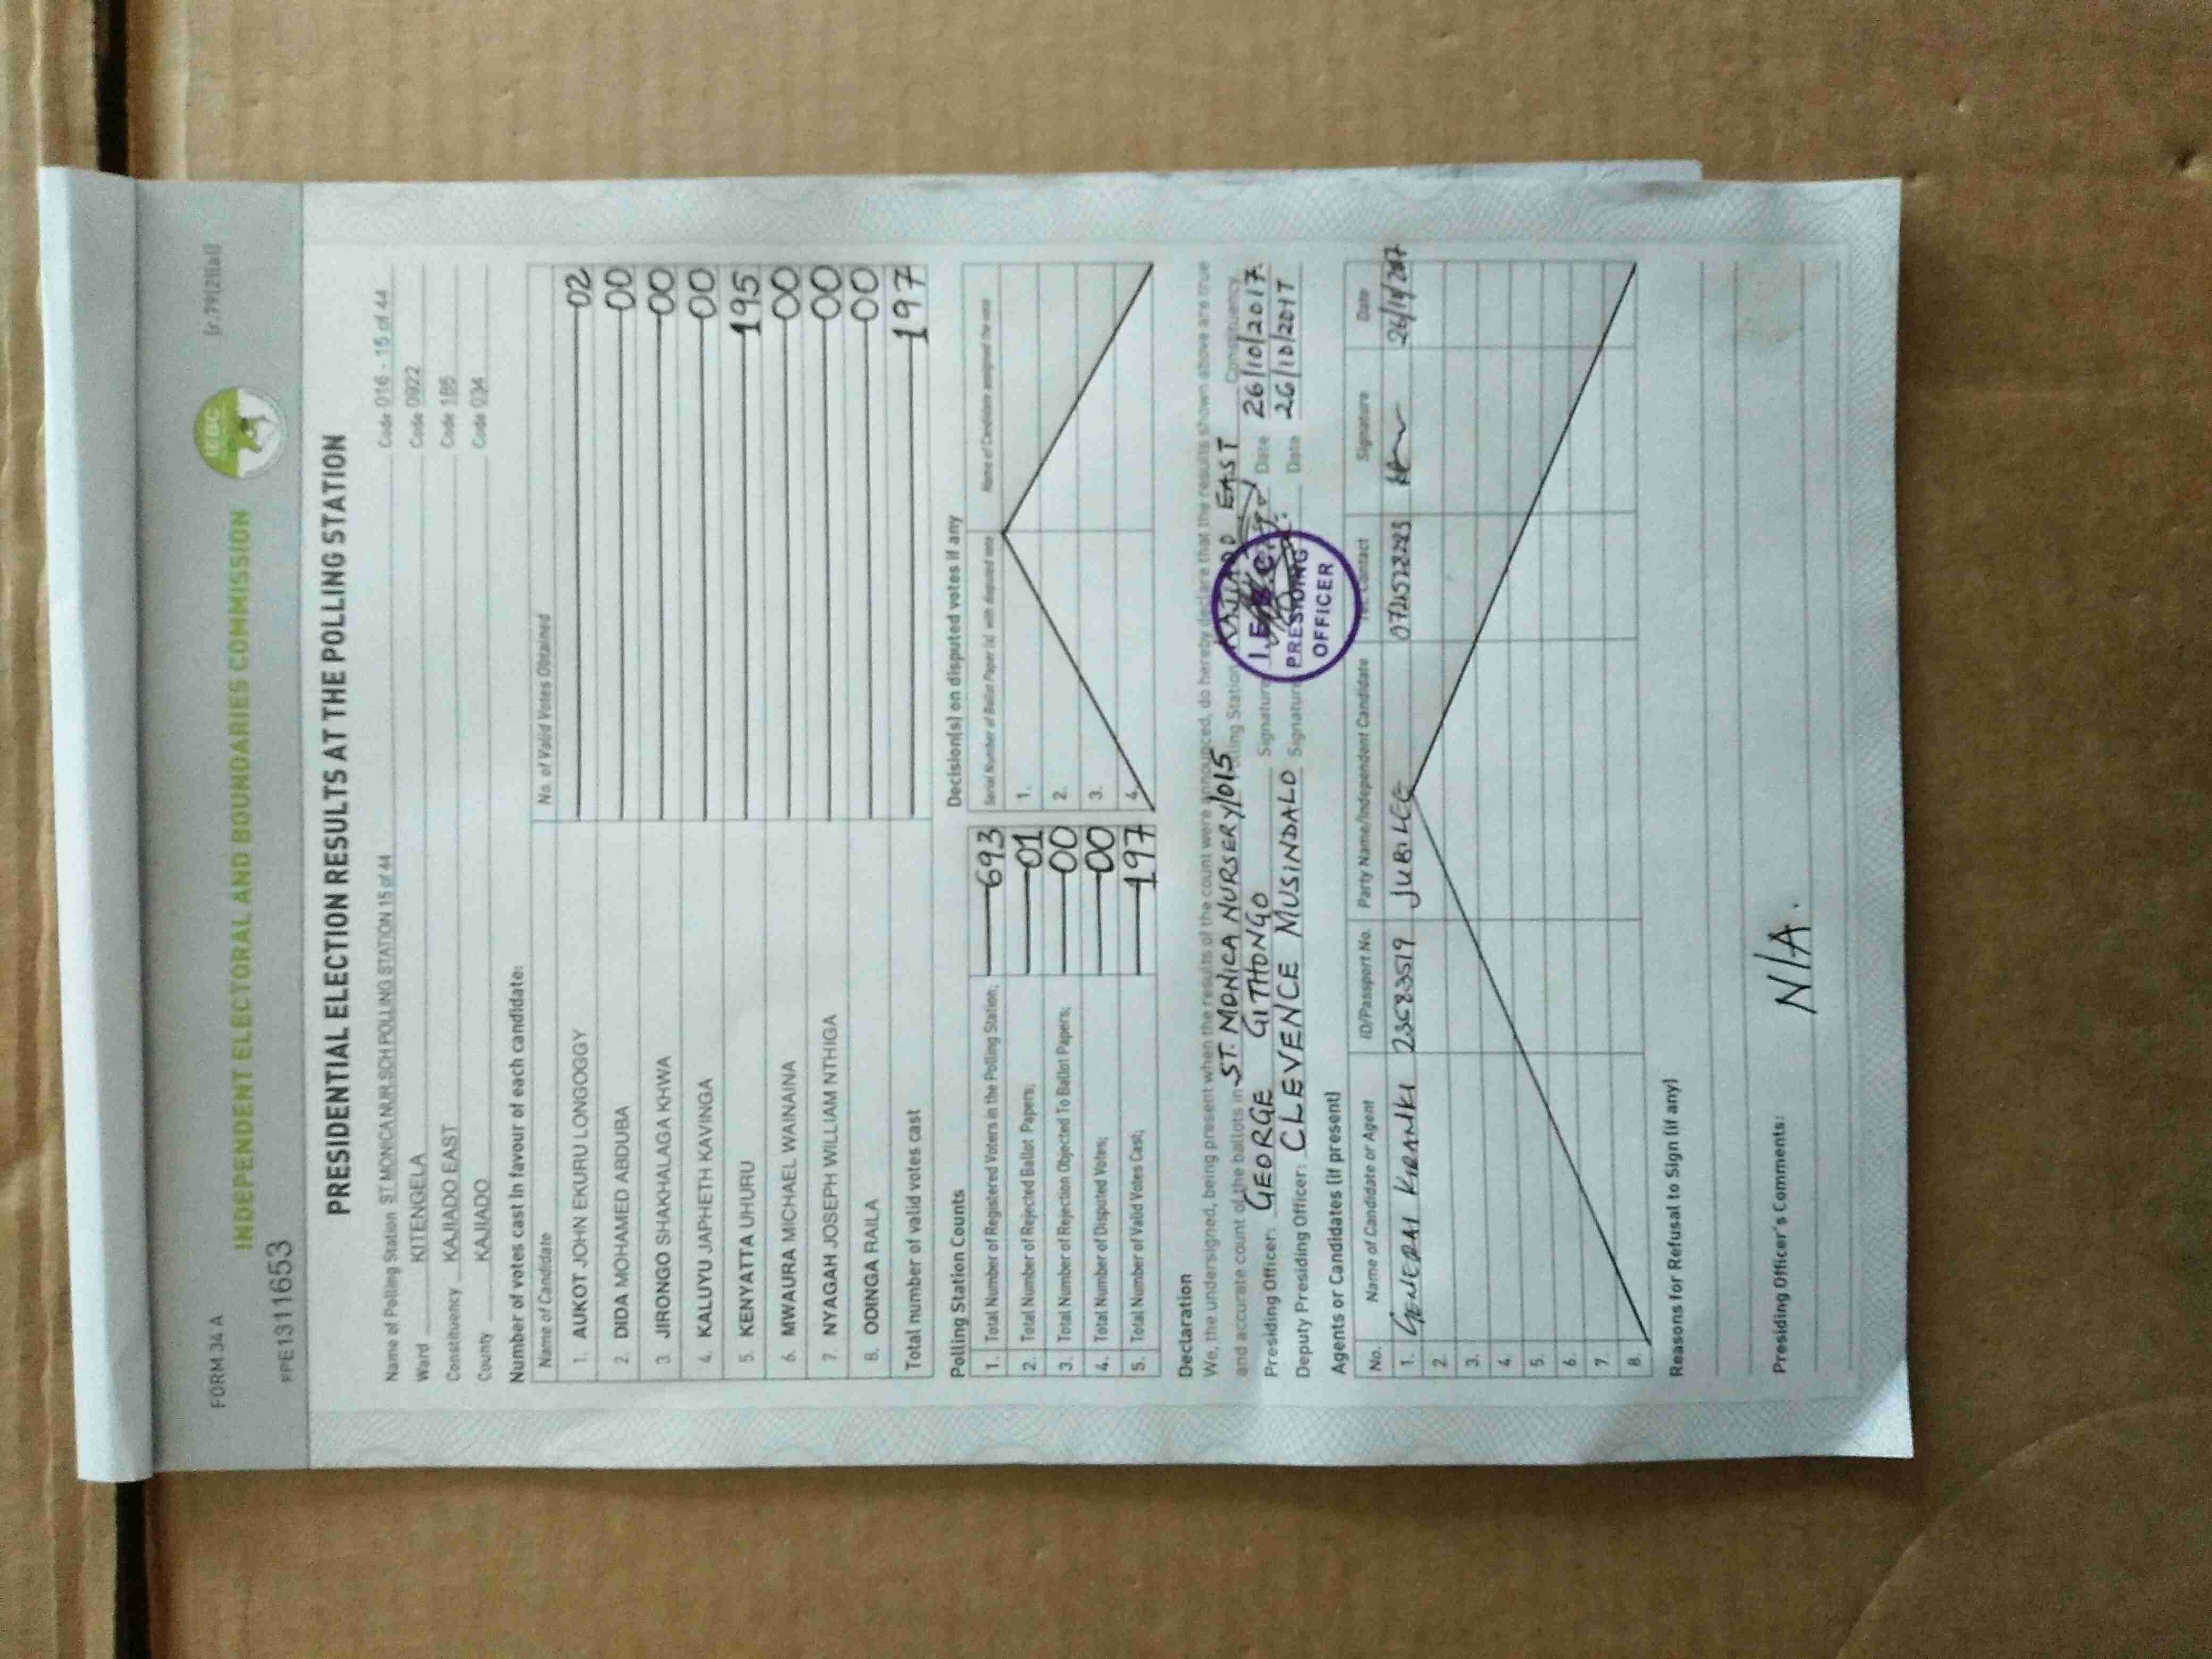 FORM 34 A
INDEPENDENT ELECTORAL AND BOUNDARIES COMMISSION
IEBC
PRESIDENTIAL ELECTION RESULTS AT THE POLLING STATION
Name of Polling Station ST MONICA NUR.SCH POLLING STATION 15 of 44 Code 016 - 15 of 44
Ward KITENGELA Code 0922
Constituency KAJIADO EAST Code 185
County KAJIADO Code 034
Number of votes cast in favour of each candidate:
Name of Candidate No. of Valid Votes Obtained
1. AUKOT JOHN EKURU LONGOGGY 02
2. DIDA MOHAMED ABDUBA 00
3. JIRONGO SHAKHALAGA KHWA 00
4. KALUYU JAPHETH KAVINGA 00
5. KENYATTA UHURU 195
6. MWAURA MICHAEL WAINAINA 00
7. NYAGAH JOSEPH WILLIAM NTHIGA 00
8. ODINGA RAILA 00
Total number of valid votes cast 197
Polling Station Counts
1. Total Number of Registered Voters in the Polling Station; 693
2. Total Number of Rejected Ballot Papers; 01
3. Total Number of Rejection Objected To Ballot Papers; 00
4. Total Number of Disputed Votes; 00
5. Total Number of Valid Votes Cast; 197
Decision(s) on disputed votes if any
Serial Number of Ballot Paper (s) with disputed vote Name of Candidate assigned the vote
1.
2.
3.
4.
Declaration
We, the undersigned, being present when the results of the count were announced, do hereby declare that the results shown above are true
and accurate count of the ballots in ST. MONICA NURSERY/015 Polling Station EAST Constituency.
Presiding Officer: GEORGE GITHONGO Signature Date 26/10/2017
Deputy Presiding Officer: CLEVENCE MUSINDALO Signature Date 26/10/2017
PRESIDING
OFFICER
Agents or Candidates (if present)
No. Name of Candidate or Agent ID/Passport No. Party Name/Independent Candidate Contact Signature Date
1. GENERAL KIRANKI 23683519 JUBILEE
2.
3.
4.
5.
6.
7.
8.
Reasons for Refusal to Sign (if any)
Presiding Officer's Comments:
N/A.